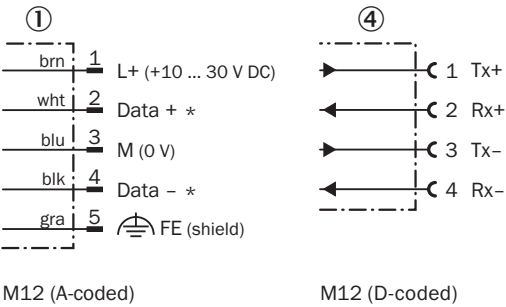 ① ④
brn 1 L+ (+10 ... 30 V DC) 1 Tx+
wht 2 Data + * 2 Rx+
blu 3 M (0 V) 3 Tx–
blk 4 Data – * 4 Rx–
gra 5 FE (shield)
M12 (A-coded) M12 (D-coded)